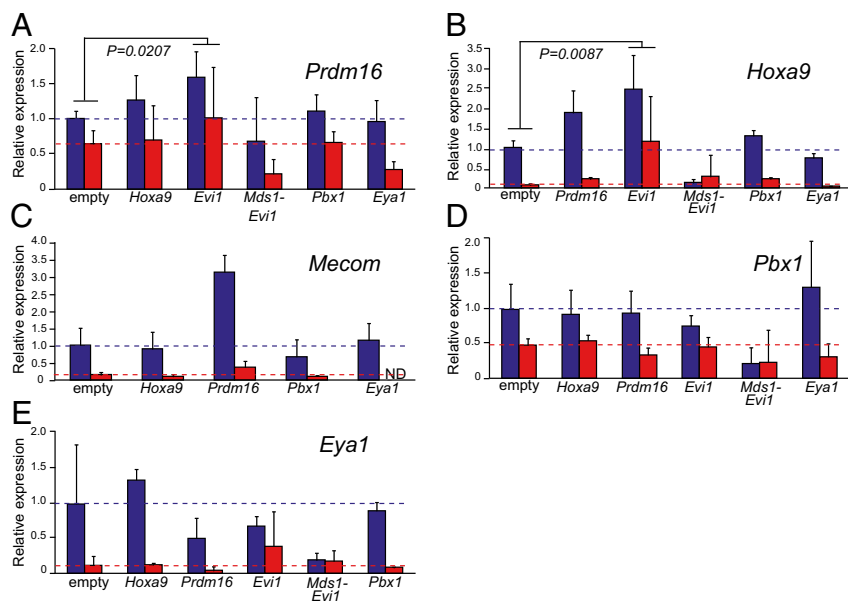 A
P=0.0207
Prdm16
Relative expression
2.0
1.5
1.0
0.5
0
empty
Hoxa9
Evi1
Mds1-
Evi1
Pbx1
Eya1
B
P=0.0087
Hoxa9
Relative expression
3.5
3.0
2.5
2.0
1.5
1.0
0.5
0
empty
Prdm16
Evi1
Mds1-
Evi1
Pbx1
Eya1
C
Mecom
Relative expression
4.0
3.5
3.0
2.5
2.0
1.5
1.0
0.5
0
ND
empty
Hoxa9
Prdm16
Pbx1
Eya1
D
Pbx1
Relative expression
2.0
1.5
1.0
0.5
0
empty
Hoxa9
Prdm16
Evi1
Mds1-
Evi1
Eya1
E
Eya1
Relative expression
2.0
1.5
1.0
0.5
0
empty
Hoxa9
Prdm16
Evi1
Mds1-
Evi1
Pbx1